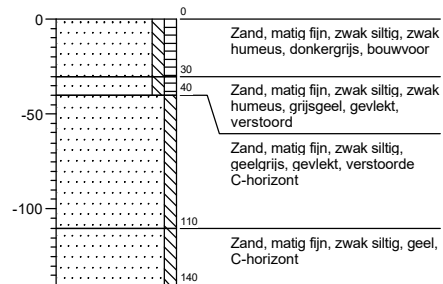 0
0
Zand, matig fijn, zwak siltig, zwak
humeus, donkergrijs, bouwvoor
30
Zand, matig fijn, zwak siltig, zwak
humeus, grijsgeel, gevlekt,
verstoord
40
-50
Zand, matig fijn, zwak siltig,
geelgrijs, gevlekt, verstoorde
C-horizont
-100
110
Zand, matig fijn, zwak siltig, geel,
C-horizont
140